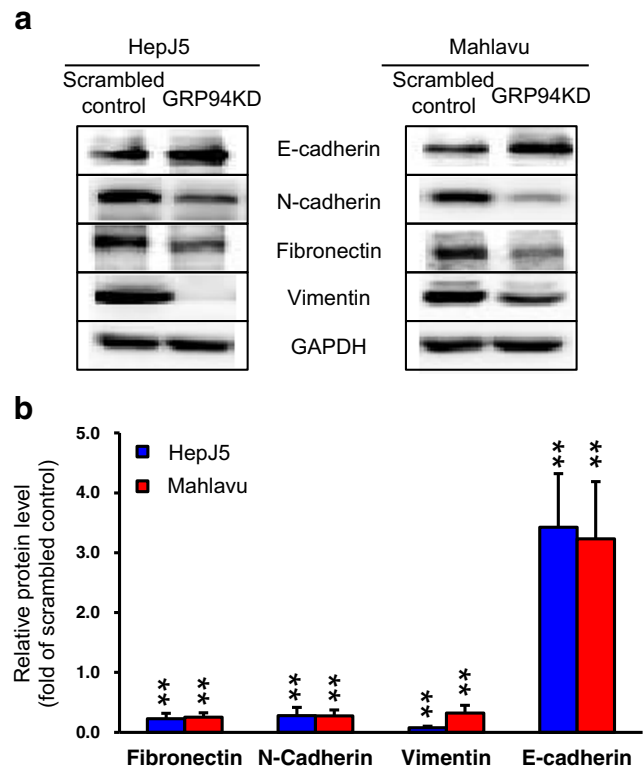 a
HepJ5
Mahlavu
Scrambled
control
GRP94KD
Scrambled
control
GRP94KD
E-cadherin
N-cadherin
Fibronectin
Vimentin
GAPDH
b
Relative protein level
(fold of scrambled control)
5.0
4.0
3.0
2.0
1.0
0.0
HepJ5
Mahlavu
**
**
**
**
**
**
**
**
Fibronectin
N-Cadherin
Vimentin
E-cadherin